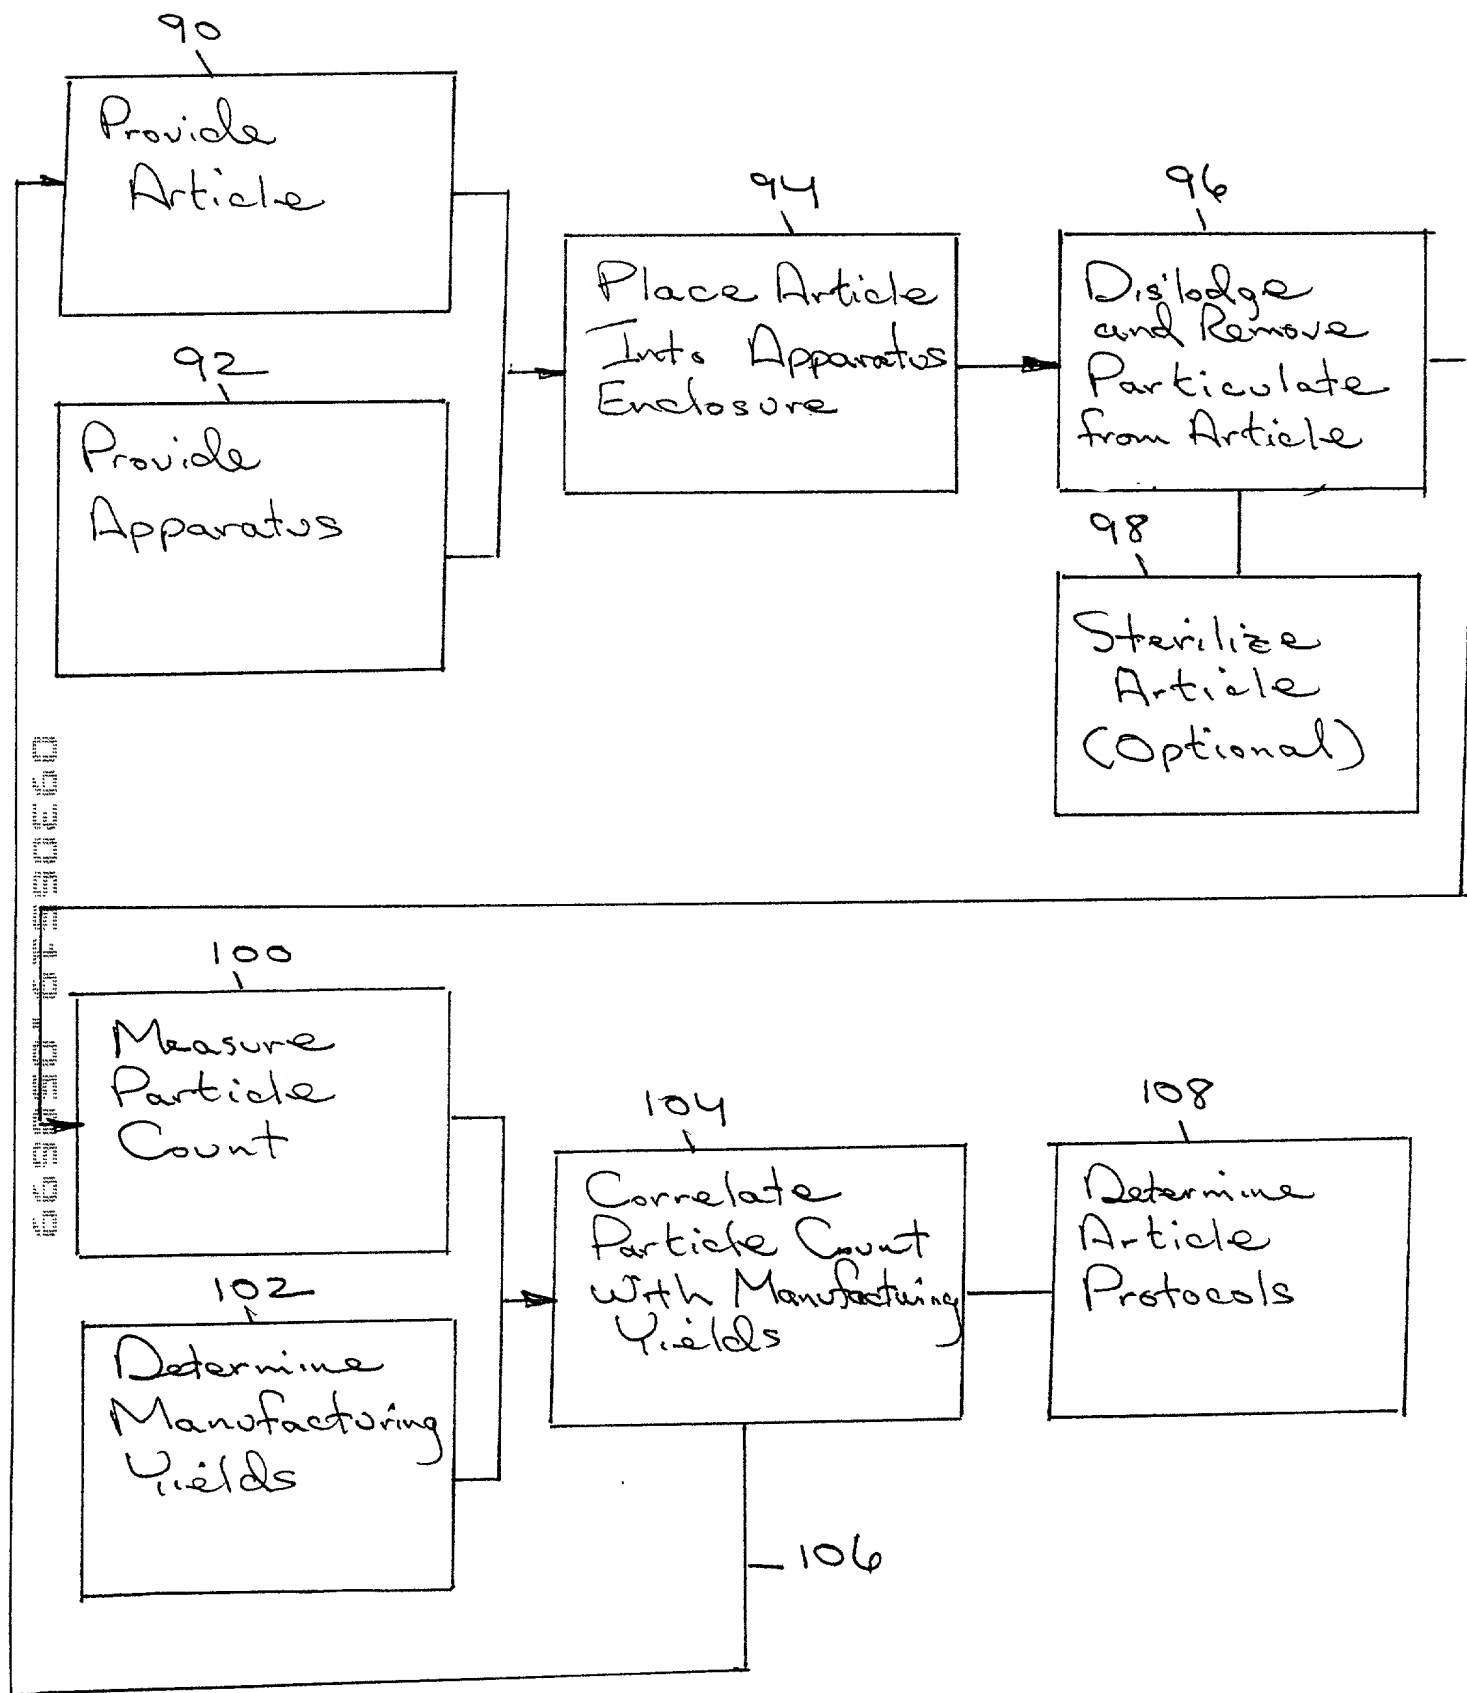 90
Provide
Article
92
Provide
Apparatus
94
Place Article
Into Apparatus
Enclosure
96
Dislodge
and Remove
Particulate
from Article
98
Sterilize
Article
(Optional)
100
Measure
Particle
Count
102
Determine
Manufacturing
Yields
104
Correlate
Particle Count
With Manufacturing
Yields
106
108
Determine
Article
Protocols